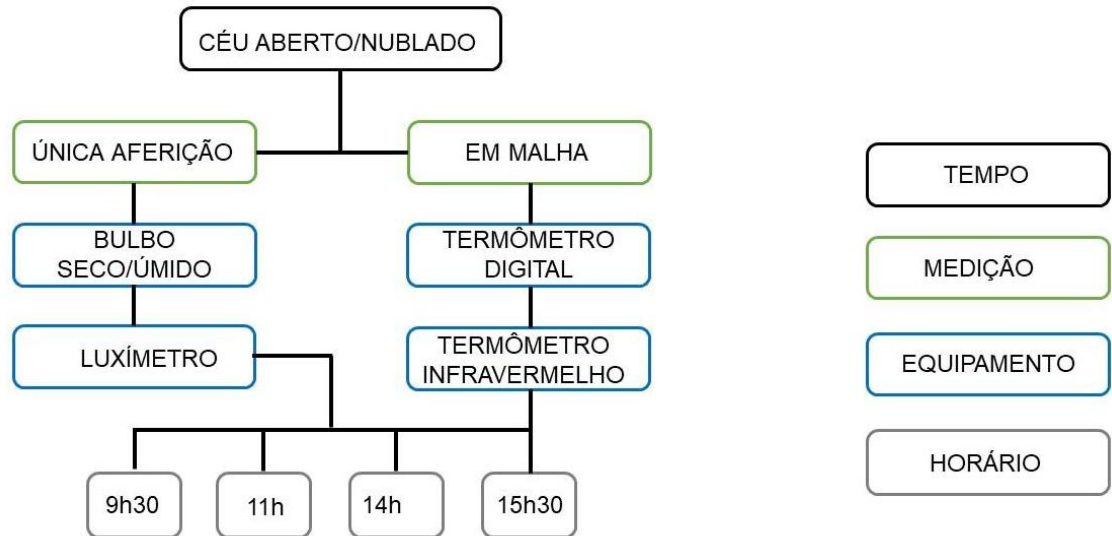 CÉU ABERTO/NUBLADO
ÚNICA AFERIÇÃO
EM MALHA
BULBO
SECO/ÚMIDO
TERMÔMETRO
DIGITAL
LUXÍMETRO
TERMÔMETRO
INFRAVERMELHO
9h30
11h
14h
15h30
TEMPO
MEDIÇÃO
EQUIPAMENTO
HORÁRIO